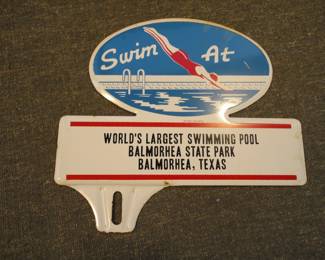 Swim At
WORLD'S LARGEST SWIMMING POOL
BALMORHEA STATE PARK
BALMORHEA, TEXAS